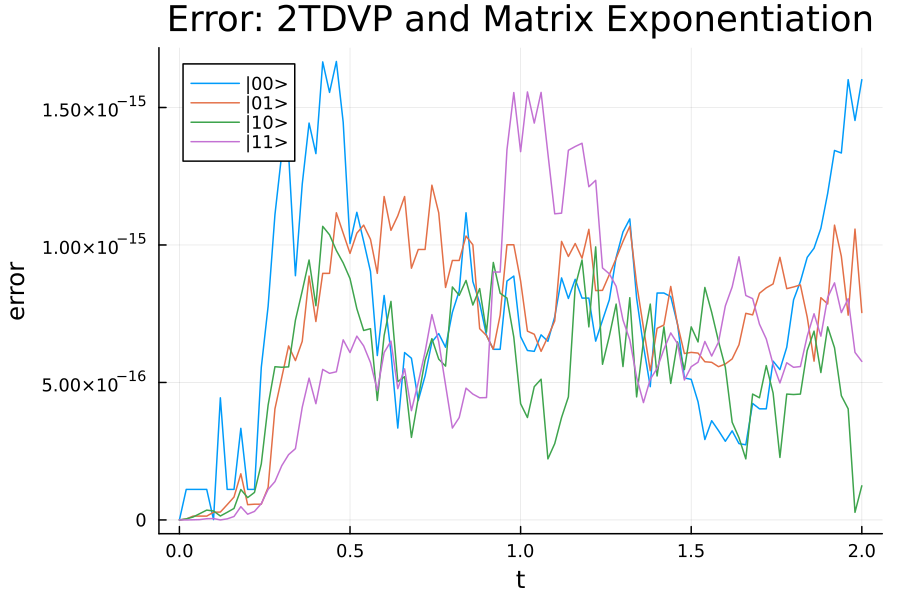 Error: 2TDVP and Matrix Exponentiation
|00>
|01>
|10>
|11>
1.50×10⁻¹⁵
1.00×10⁻¹⁵
5.00×10⁻¹⁶
0
error
0.0 0.5 1.0 1.5 2.0
t